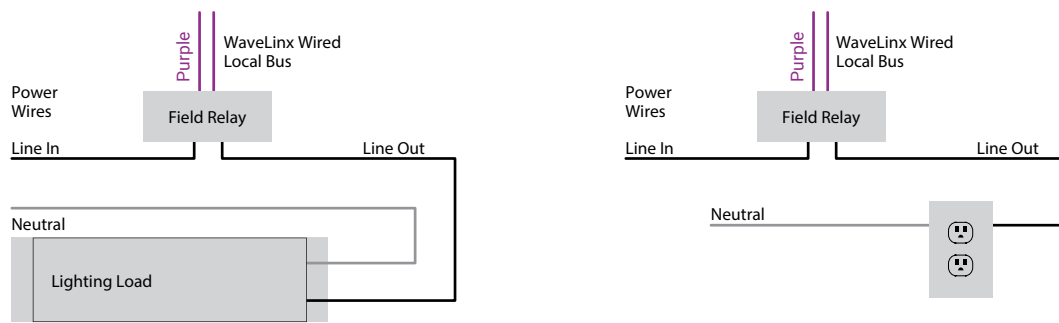 Purple
WaveLinx Wired
Local Bus
Power
Wires
Field Relay
Line In
Line Out
Neutral
Lighting Load
Purple
WaveLinx Wired
Local Bus
Power
Wires
Field Relay
Line In
Line Out
Neutral